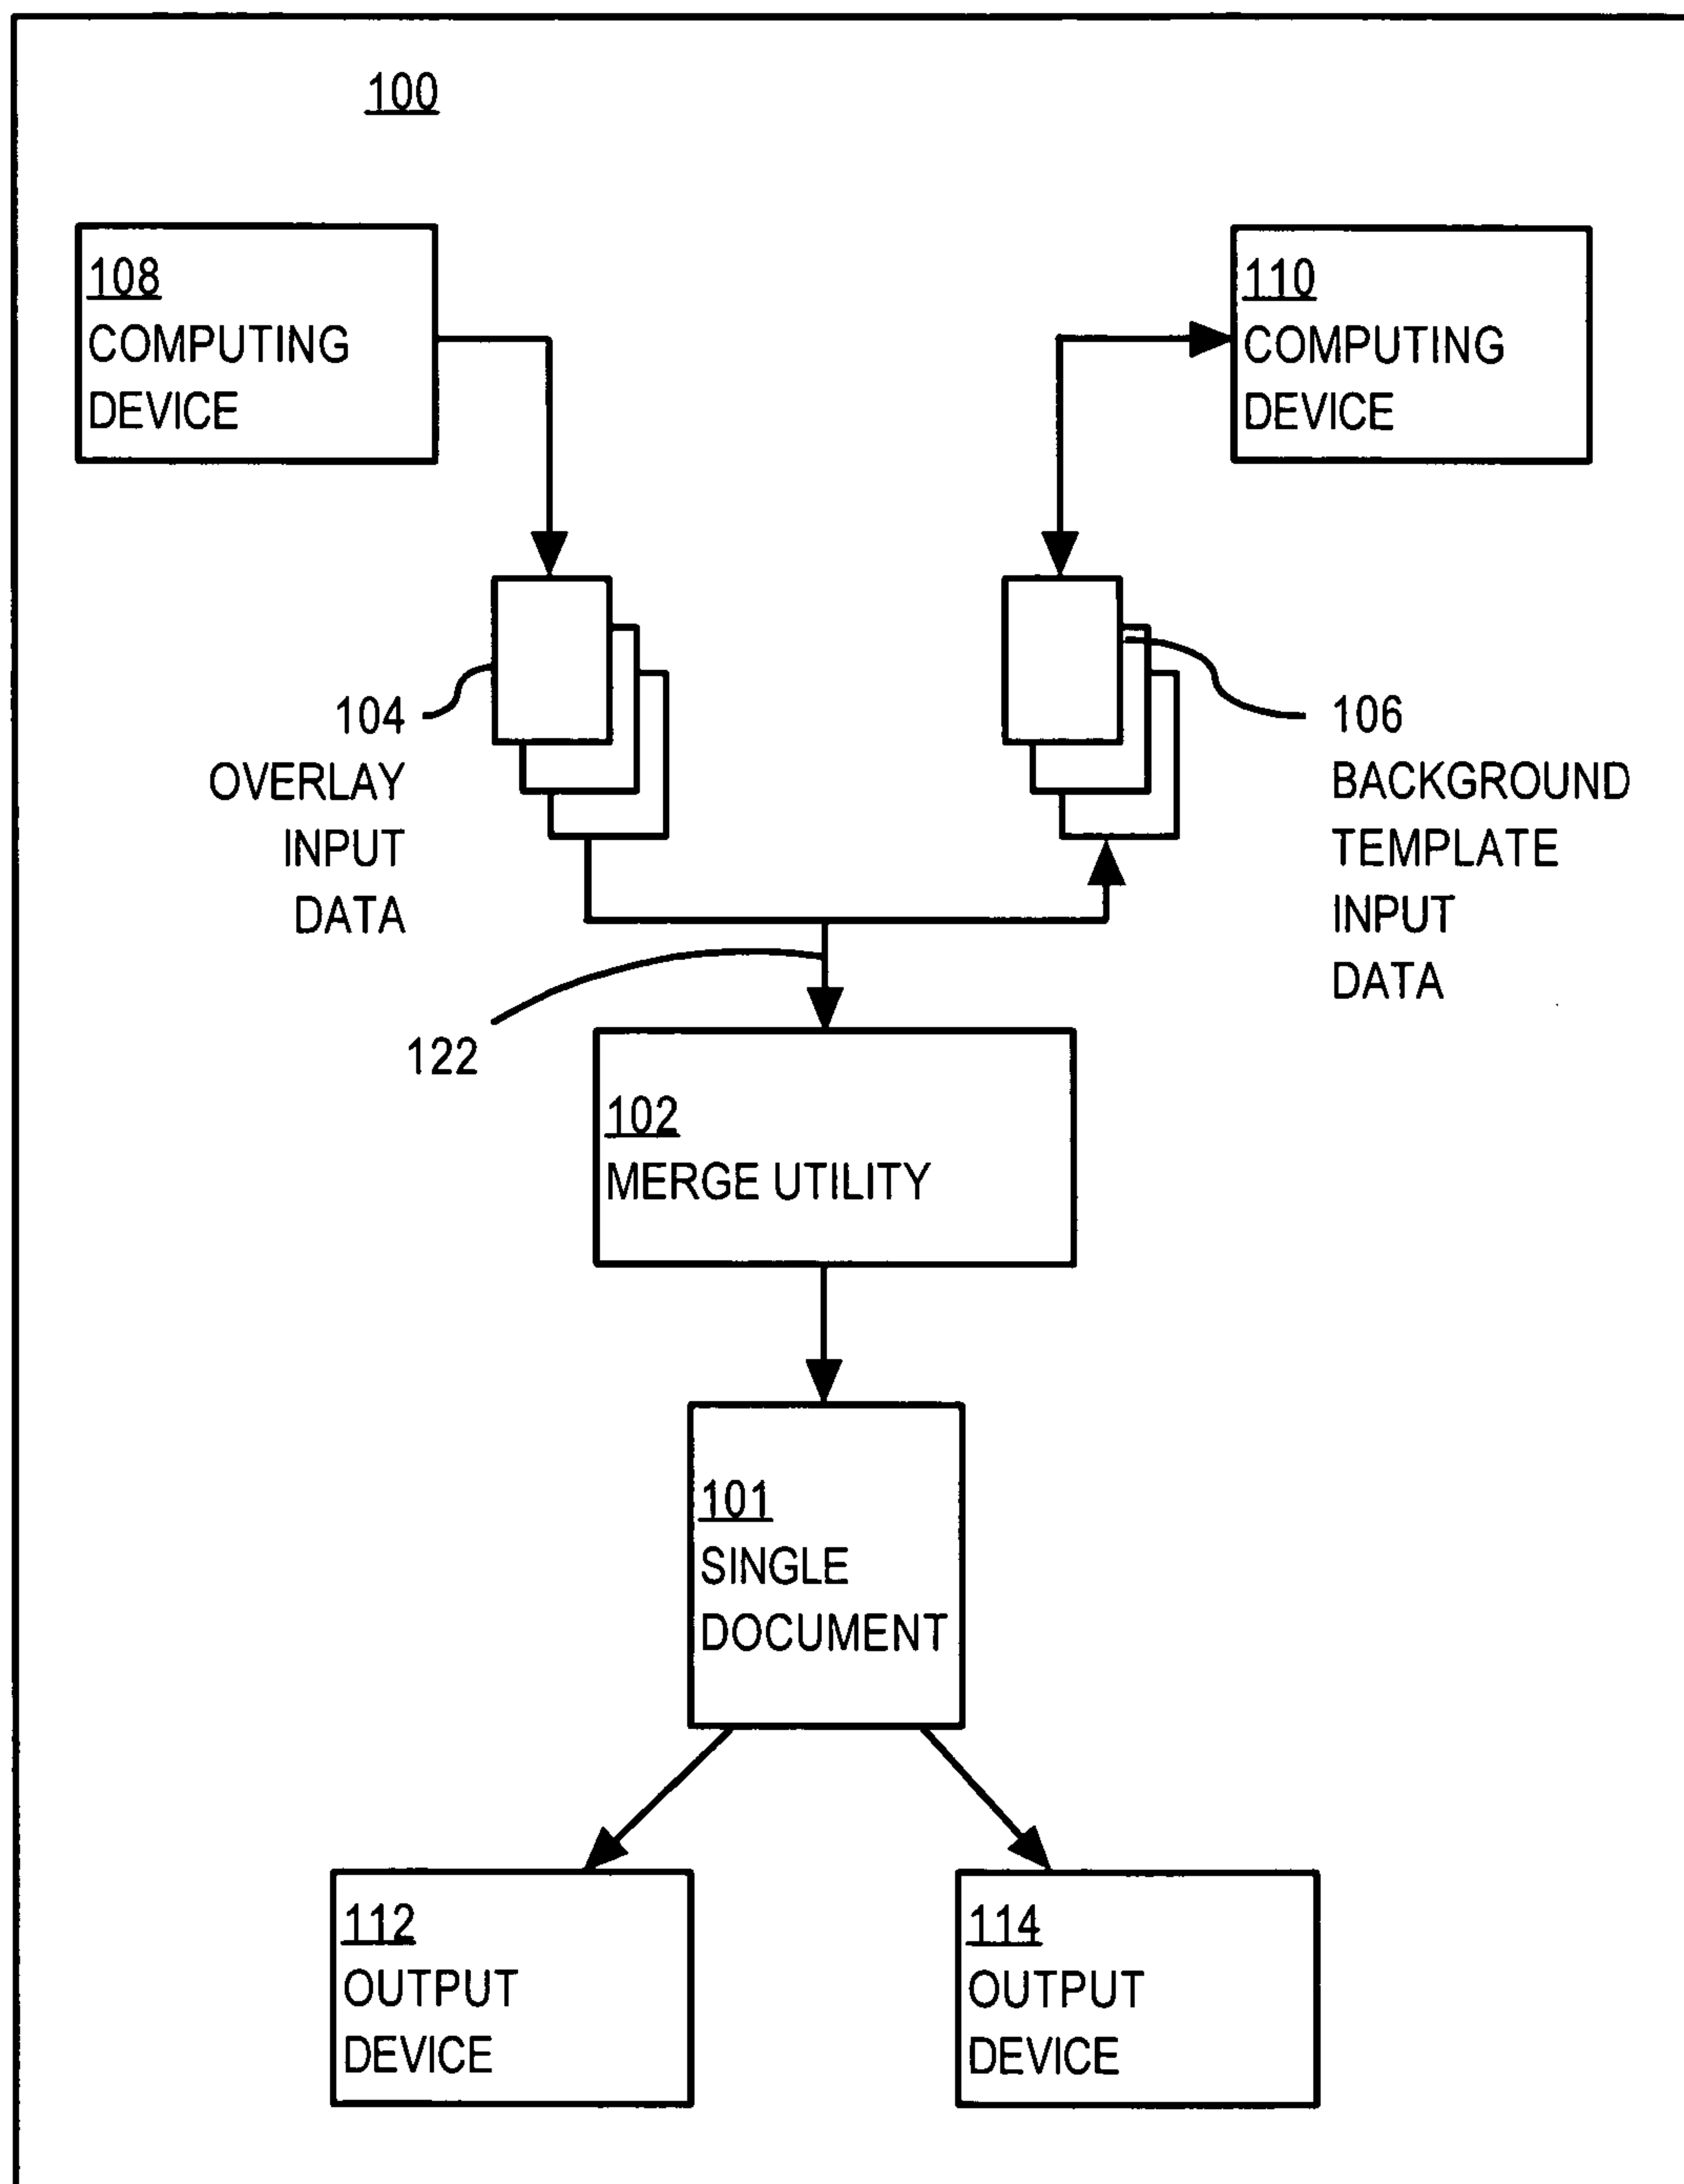 100
108
COMPUTING
DEVICE
110
COMPUTING
DEVICE
104
OVERLAY
INPUT
DATA
106
BACKGROUND
TEMPLATE
INPUT
DATA
122
102
MERGE UTILITY
101
SINGLE
DOCUMENT
112
OUTPUT
DEVICE
114
OUTPUT
DEVICE